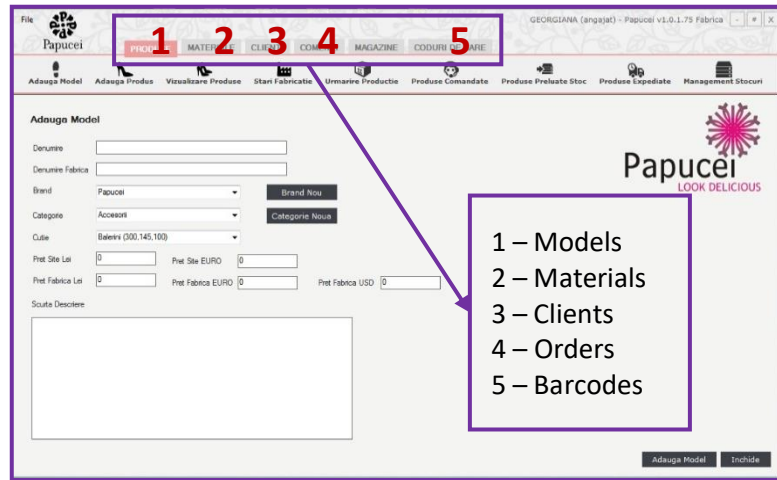 File
Papucei
GEORGIANA (angajat) - Papucei v1.0.1.75 Fabrica - # X
1 MATERIALE 2 3 4 MAGAZINE CODURI DE BARE 5
Adauga Model Adauga Produs Vizualizare Produse Stari Fabricatie Urmarire Productie Produse Comandate Produse Preluate Stoc Produse Expediate Management Stocuri
Adauga Model
Denumire
Denumire Fabrica
Brand Papucei Brand Nou
Categorie Accesorii Categorie Noua
Cutie Balerini (300,145,100)
Pret Site Lei 0 Pret Site EURO 0
Pret Fabrica Lei 0 Pret Fabrica EURO 0 Pret Fabrica USD 0
Scurta Descriere
Papucei
LOOK DELICIOUS
1 – Models
2 – Materials
3 – Clients
4 – Orders
5 – Barcodes
Adauga Model Inchide